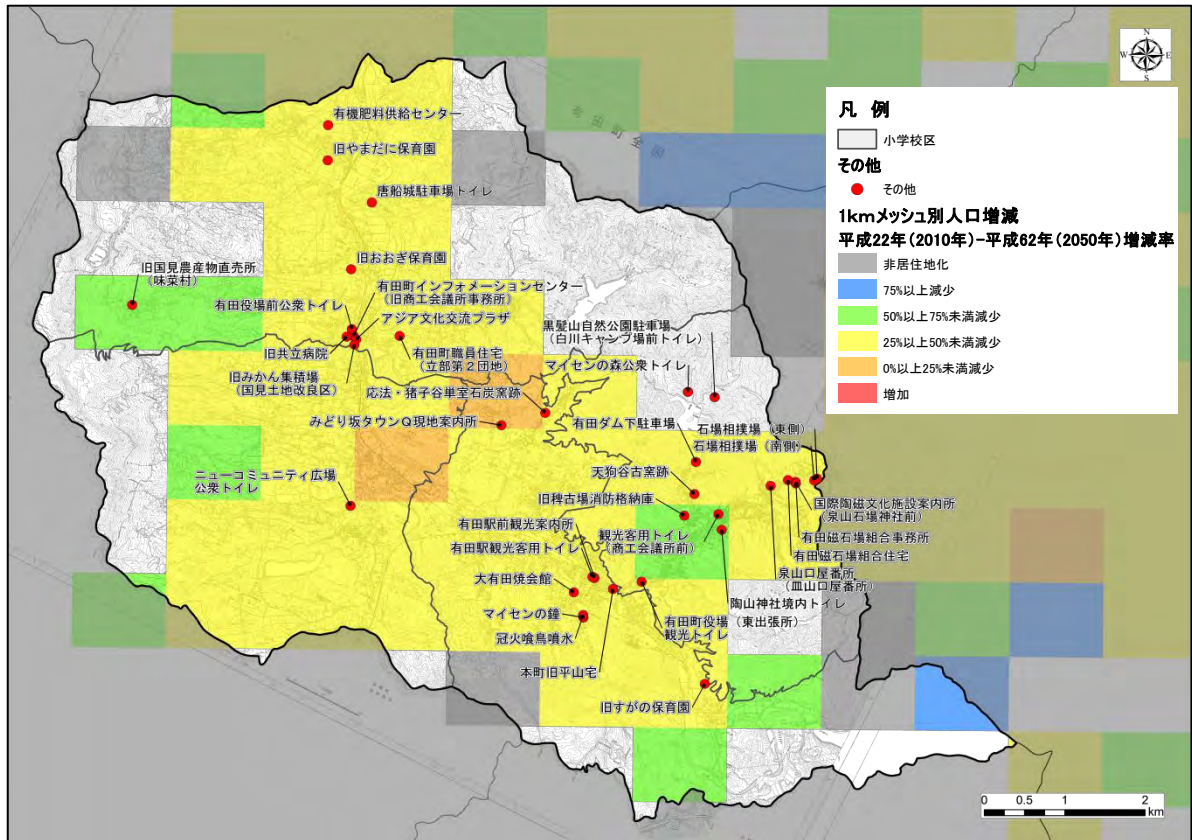 N
W E
S
有田町全図
凡 例
小学校区
その他
その他
1kmメッシュ別人口増減
平成22年(2010年)-平成62年(2050年)増減率
非居住地化
75%以上減少
50%以上75%未満減少
25%以上50%未満減少
0%以上25%未満減少
増加
有機肥料供給センター
旧やまだに保育園
唐船城駐車場トイレ
旧おおぎ保育園
旧国見農産物直売所
(味菜村)
有田町インフォメーションセンター
(旧商工会議所事務所)
有田役場前公衆トイレ
アジア文化交流プラザ
旧共立病院
有田町職員住宅
(立部第2団地)
旧みかん集積場
(国見土地改良区)
黒髪山自然公園駐車場
(白川キャンプ場前トイレ)
マイセンの森公衆トイレ
応法・猪子谷単室石炭窯跡
みどり坂タウンQ現地案内所
有田ダム下駐車場
石場相撲場(東側)
石場相撲場(南側)
天狗谷古窯跡
ニューコミュニティ広場
公衆トイレ
旧稗古場消防格納庫
国際陶磁文化施設案内所
(泉山石場神社前)
有田駅前観光案内所
観光客用トイレ
(商工会議所前)
有田磁石場組合事務所
有田駅観光客用トイレ
有田磁石場組合住宅
大有田焼会館
泉山口屋番所
(皿山口屋番所)
陶山神社境内トイレ
マイセンの鐘
有田町役場(東出張所)
観光トイレ
冠火喰鳥噴水
本町旧平山宅
旧すがの保育園
0 0.5 1 2
km